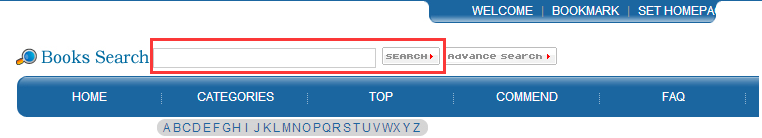 WELCOME | BOOKMARK | SET HOMEPA
Books Search SEARCH Advance search
HOME CATEGORIES TOP COMMEND FAQ
A B C D E F G H I J K L M N O P Q R S T U V W X Y Z